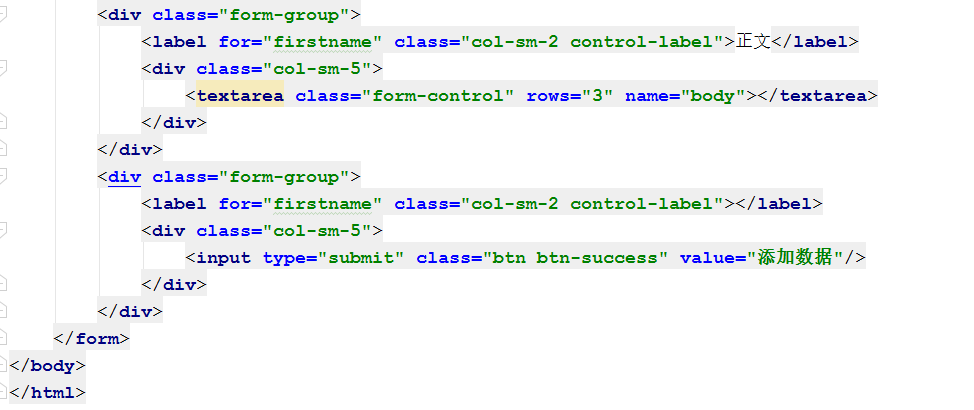 <div class="form-group">
<label for="firstname" class="col-sm-2 control-label">正文</label>
<div class="col-sm-5">
<textarea class="form-control" rows="3" name="body"></textarea>
</div>
</div>
<div class="form-group">
<label for="firstname" class="col-sm-2 control-label"></label>
<div class="col-sm-5">
<input type="submit" class="btn btn-success" value="添加数据"/>
</div>
</div>
</form>
</body>
</html>